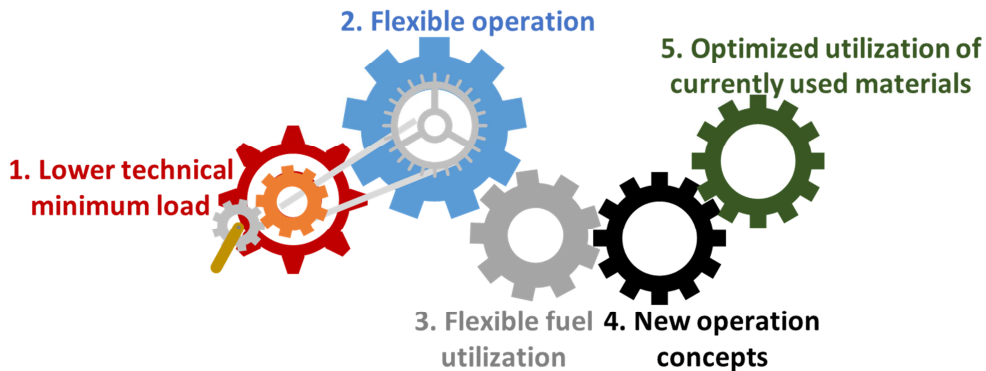 1. Lower technical
minimum load
2. Flexible operation
3. Flexible fuel
utilization
4. New operation
concepts
5. Optimized utilization of
currently used materials